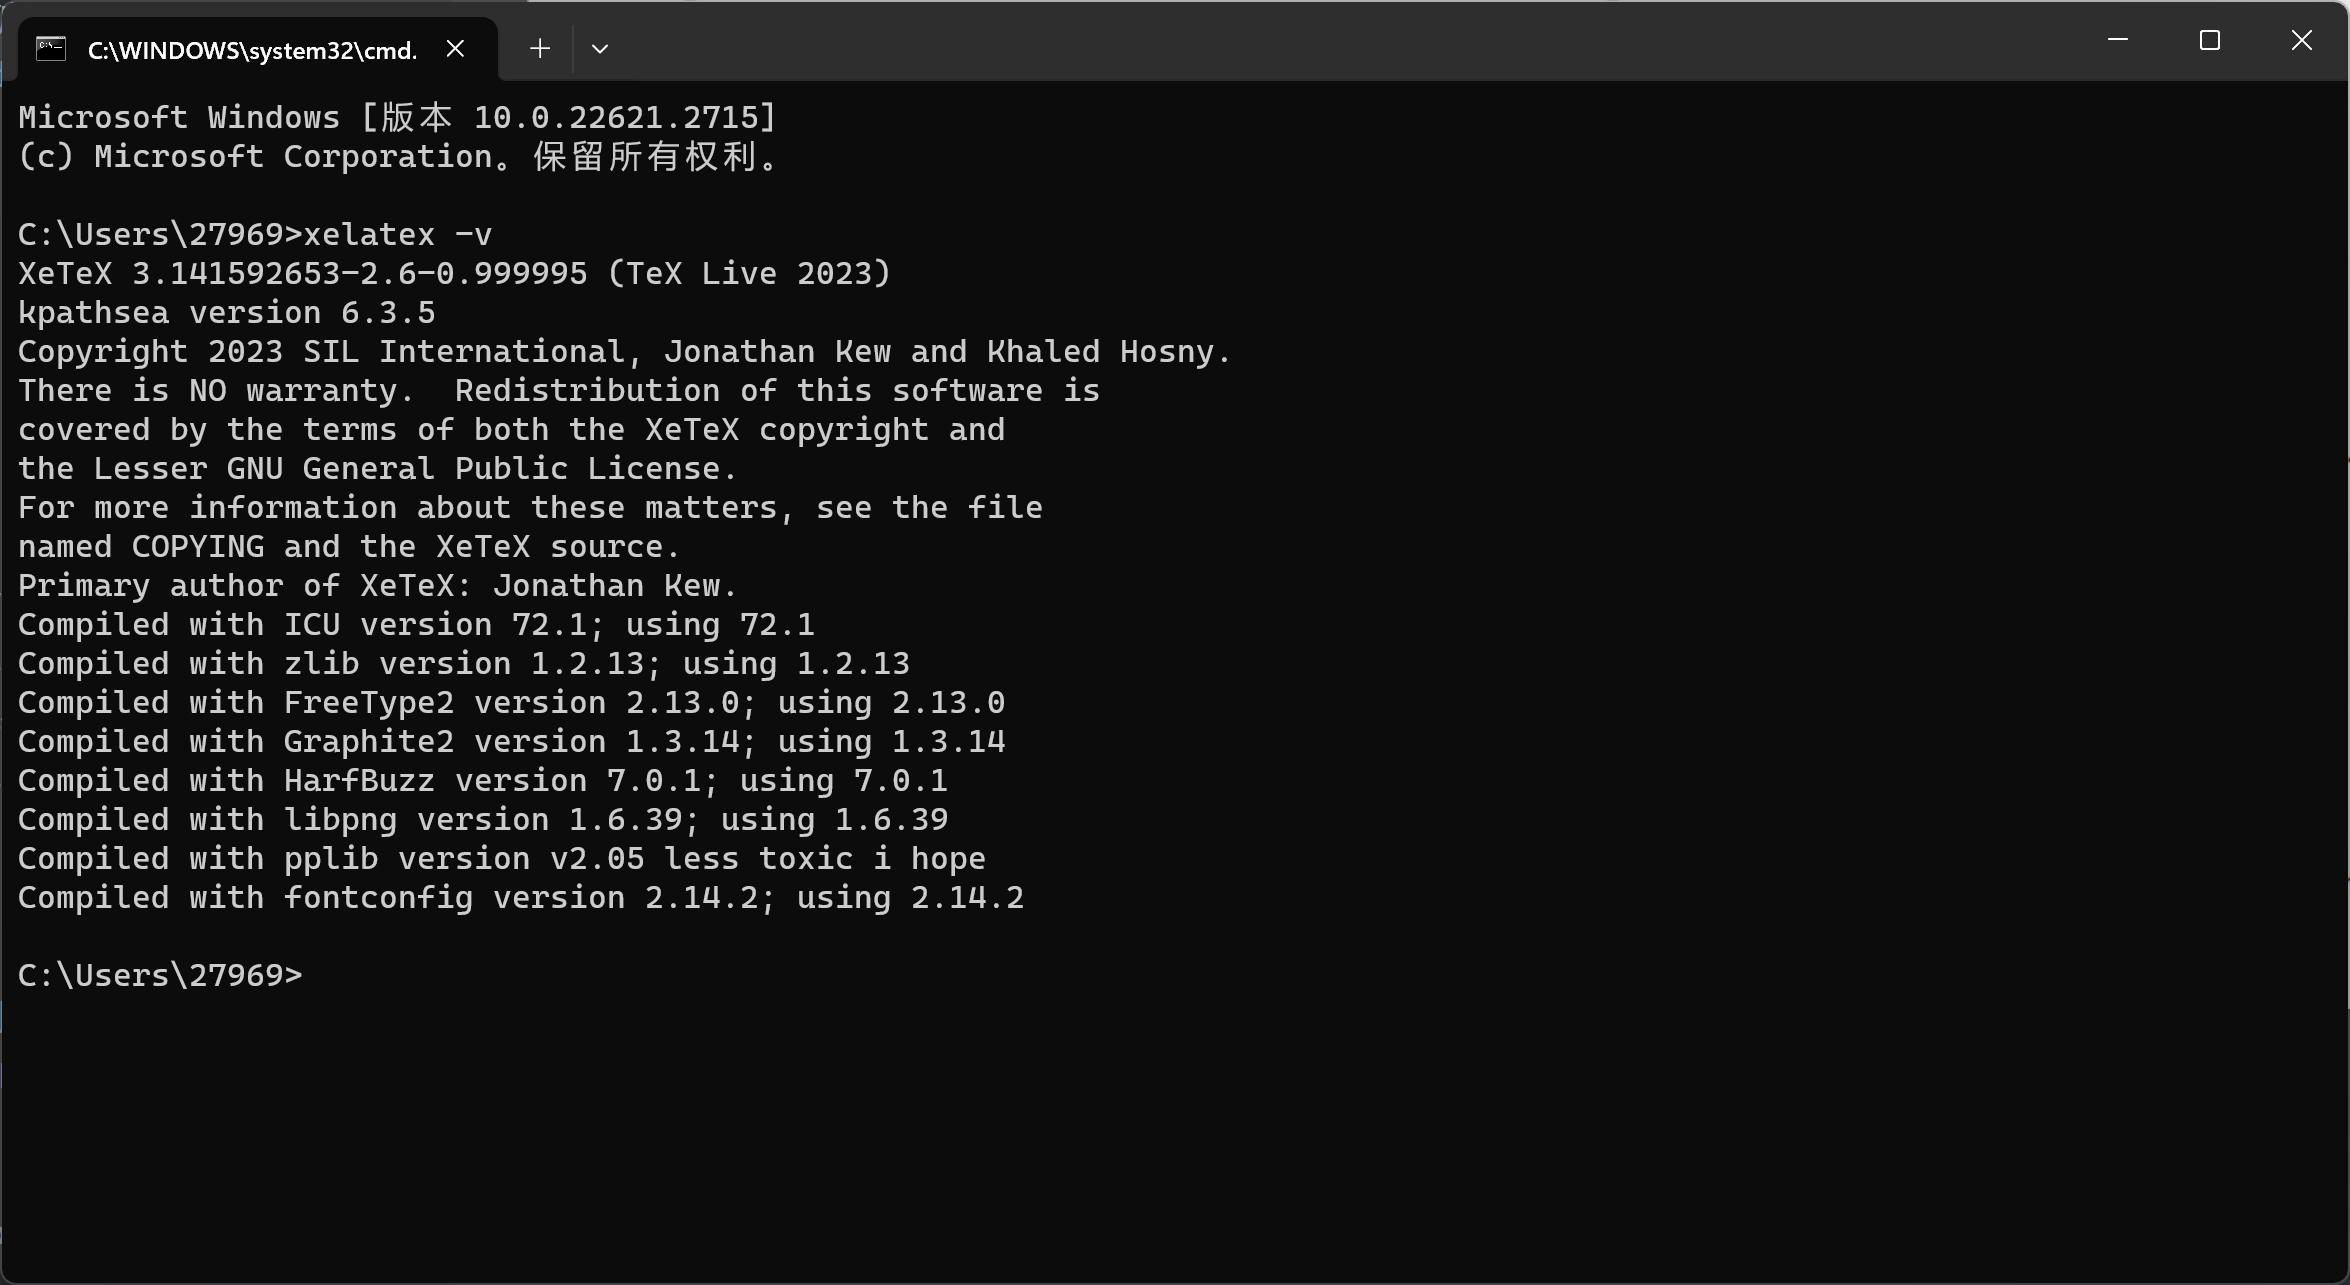 C:\WINDOWS\system32\cmd.
Microsoft Windows [版本 10.0.22621.2715]
(c) Microsoft Corporation。保留所有权利。
C:\Users\27969>xelatex -v
XeTeX 3.141592653-2.6-0.999995 (TeX Live 2023)
kpathsea version 6.3.5
Copyright 2023 SIL International, Jonathan Kew and Khaled Hosny.
There is NO warranty.  Redistribution of this software is
covered by the terms of both the XeTeX copyright and
the Lesser GNU General Public License.
For more information about these matters, see the file
named COPYING and the XeTeX source.
Primary author of XeTeX: Jonathan Kew.
Compiled with ICU version 72.1; using 72.1
Compiled with zlib version 1.2.13; using 1.2.13
Compiled with FreeType2 version 2.13.0; using 2.13.0
Compiled with Graphite2 version 1.3.14; using 1.3.14
Compiled with HarfBuzz version 7.0.1; using 7.0.1
Compiled with libpng version 1.6.39; using 1.6.39
Compiled with pplib version v2.05 less toxic i hope
Compiled with fontconfig version 2.14.2; using 2.14.2
C:\Users\27969>